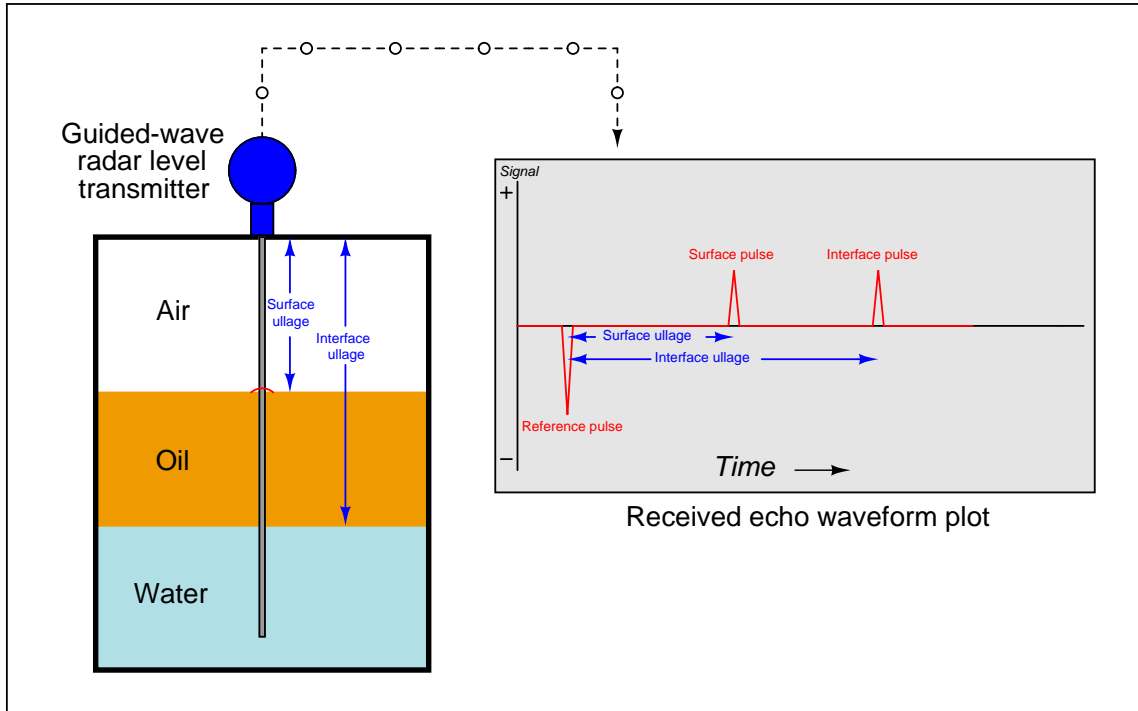 Guided-wave
radar level
transmitter
Air
Surface
ullage
Interface
ullage
Oil
Water
Signal
+
Surface pulse
Interface pulse
Surface ullage
Interface ullage
Reference pulse
−
Time
Received echo waveform plot